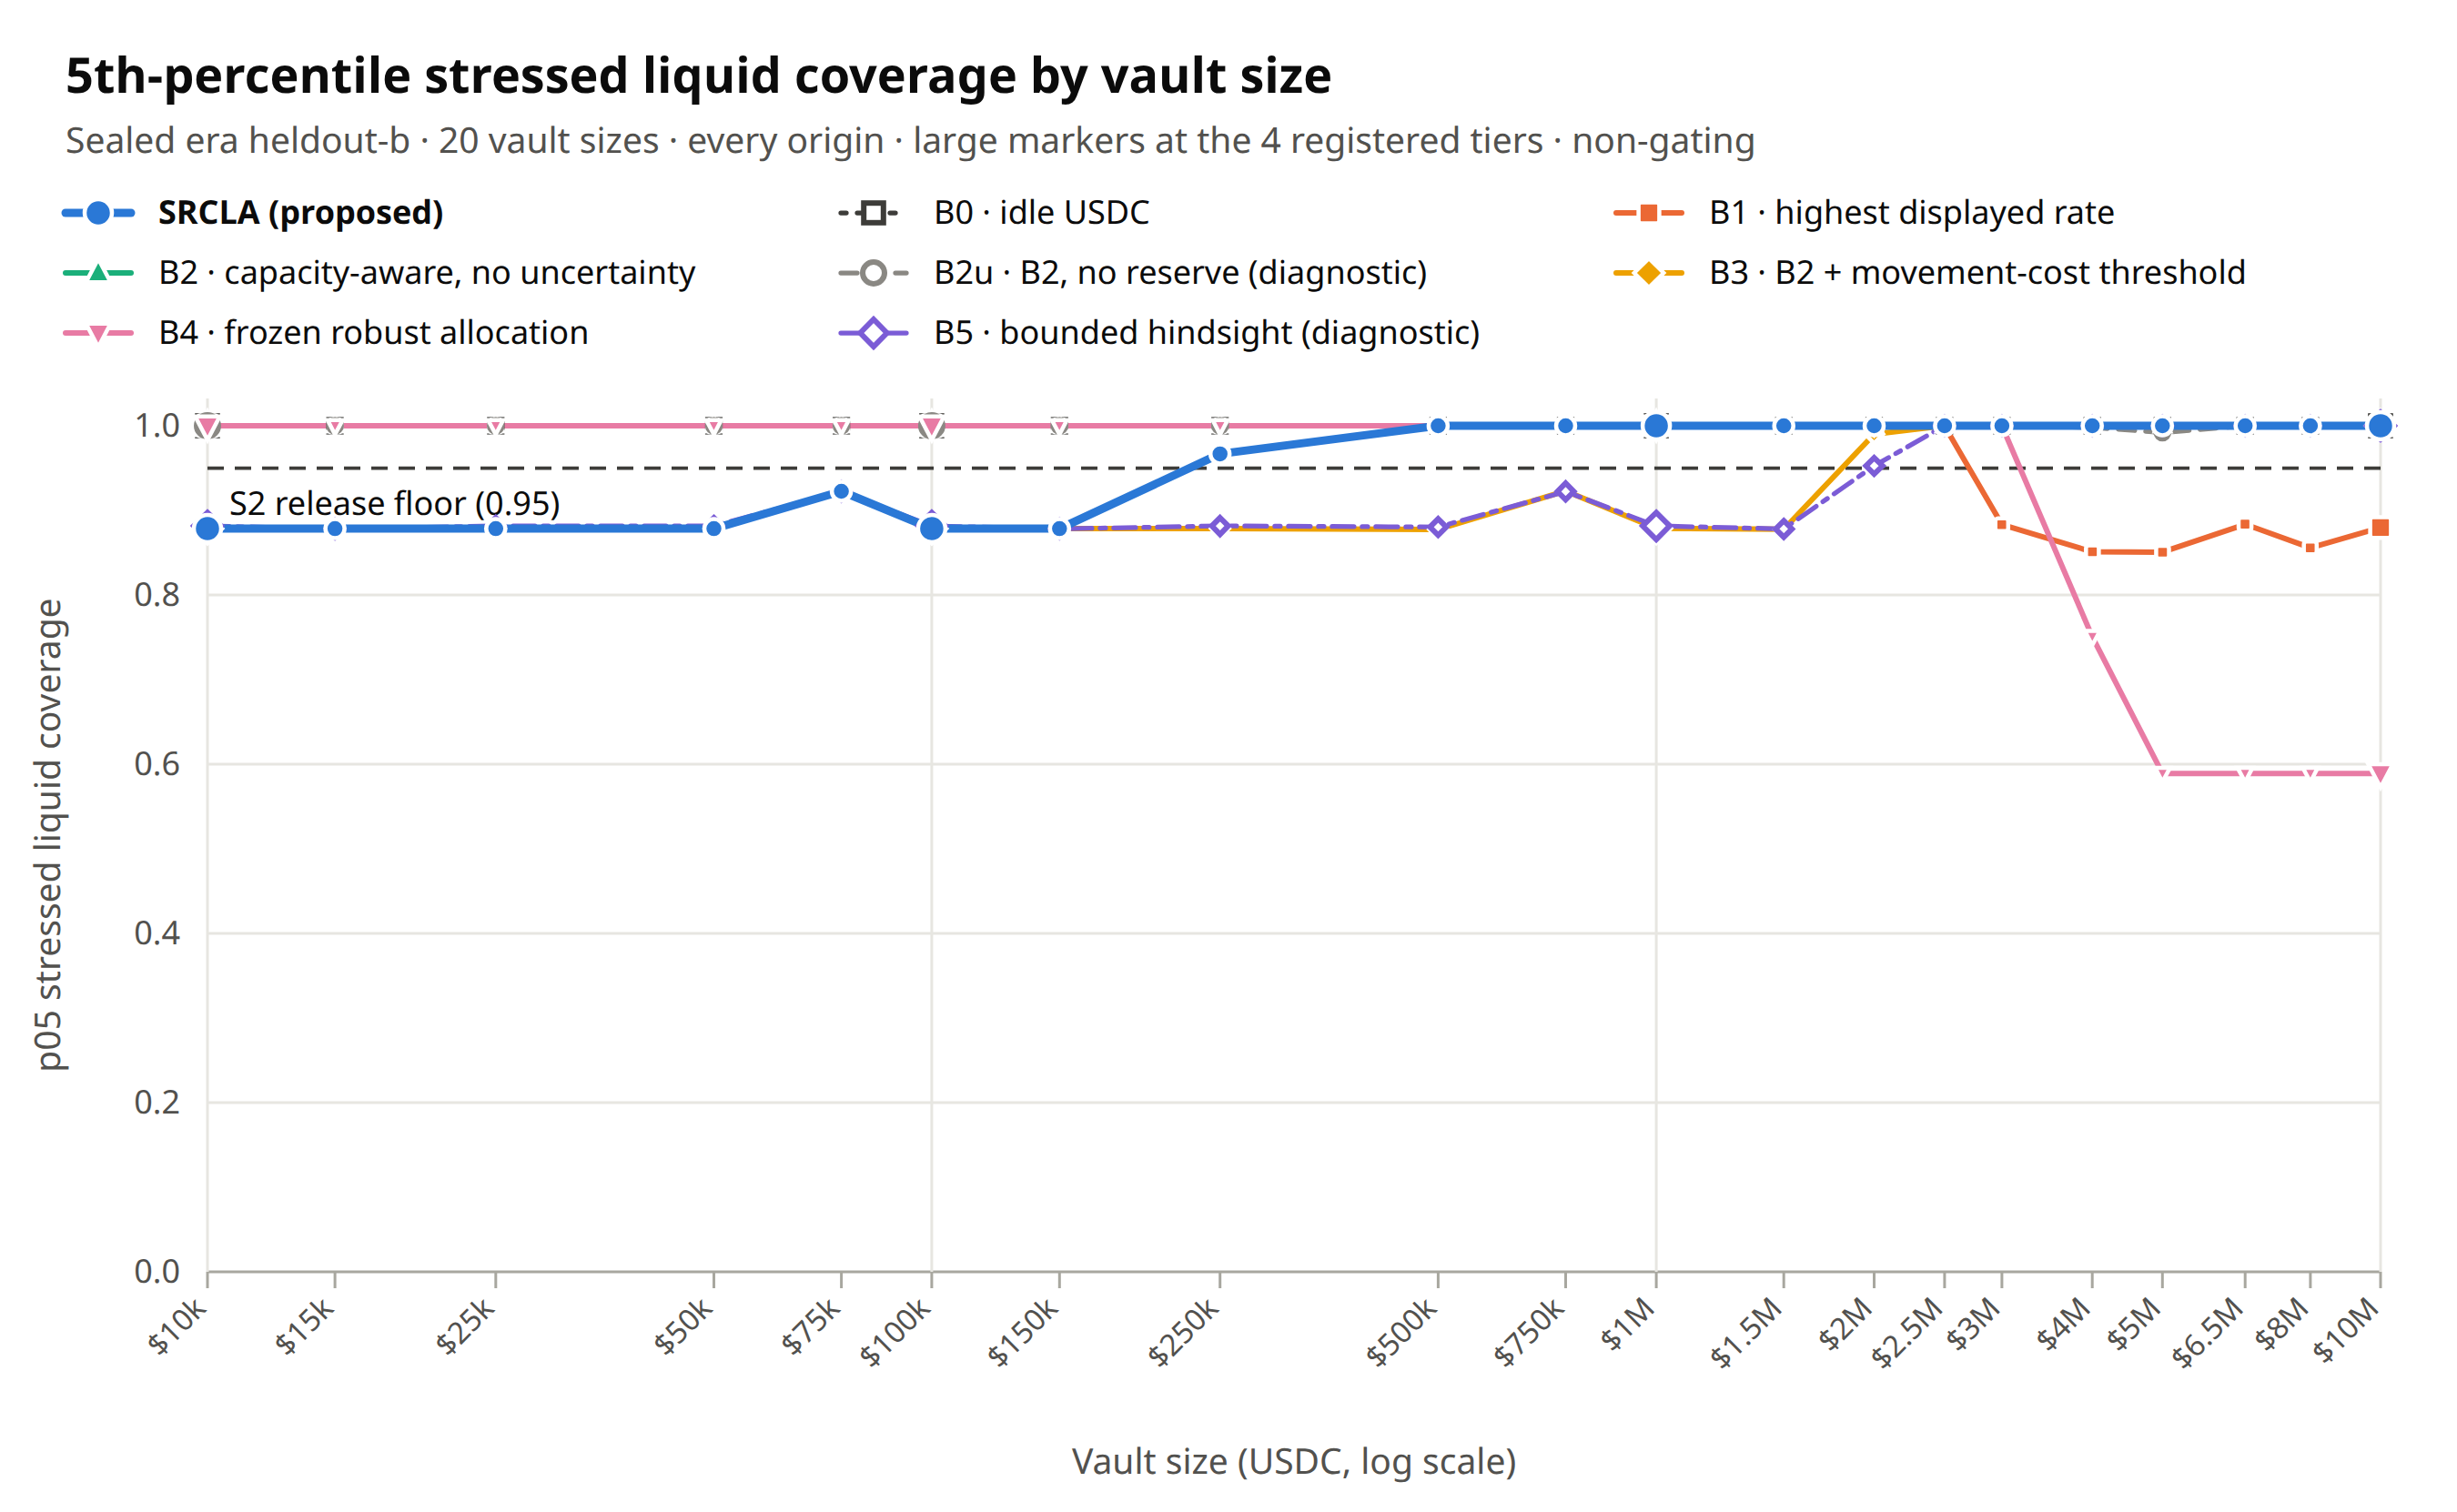 5th-percentile stressed liquid coverage by vault size
Sealed era heldout-b · 20 vault sizes · every origin · large markers at the 4 registered tiers · non-gating
SRCLA (proposed)
B0 · idle USDC
B1 · highest displayed rate
B2 · capacity-aware, no uncertainty
B2u · B2, no reserve (diagnostic)
B3 · B2 + movement-cost threshold
B4 · frozen robust allocation
B5 · bounded hindsight (diagnostic)
p05 stressed liquid coverage
1.0
0.8
0.6
0.4
0.2
0.0
S2 release floor (0.95)
$10k
$15k
$25k
$50k
$75k
$100k
$150k
$250k
$500k
$750k
$1M
$1.5M
$2M
$2.5M
$3M
$4M
$5M
$6.5M
$8M
$10M
Vault size (USDC, log scale)